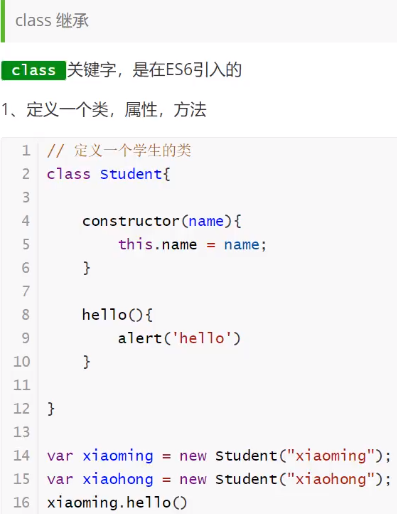 class 继承
class 关键字，是在ES6引入的
1、定义一个类，属性，方法
1 // 定义一个学生的类
2 class Student{
3
4     constructor(name){
5         this.name = name;
6     }
7
8     hello(){
9         alert('hello')
10     }
11
12 }
13
14 var xiaoming = new Student("xiaoming");
15 var xiaohong = new Student("xiaohong");
16 xiaoming.hello()